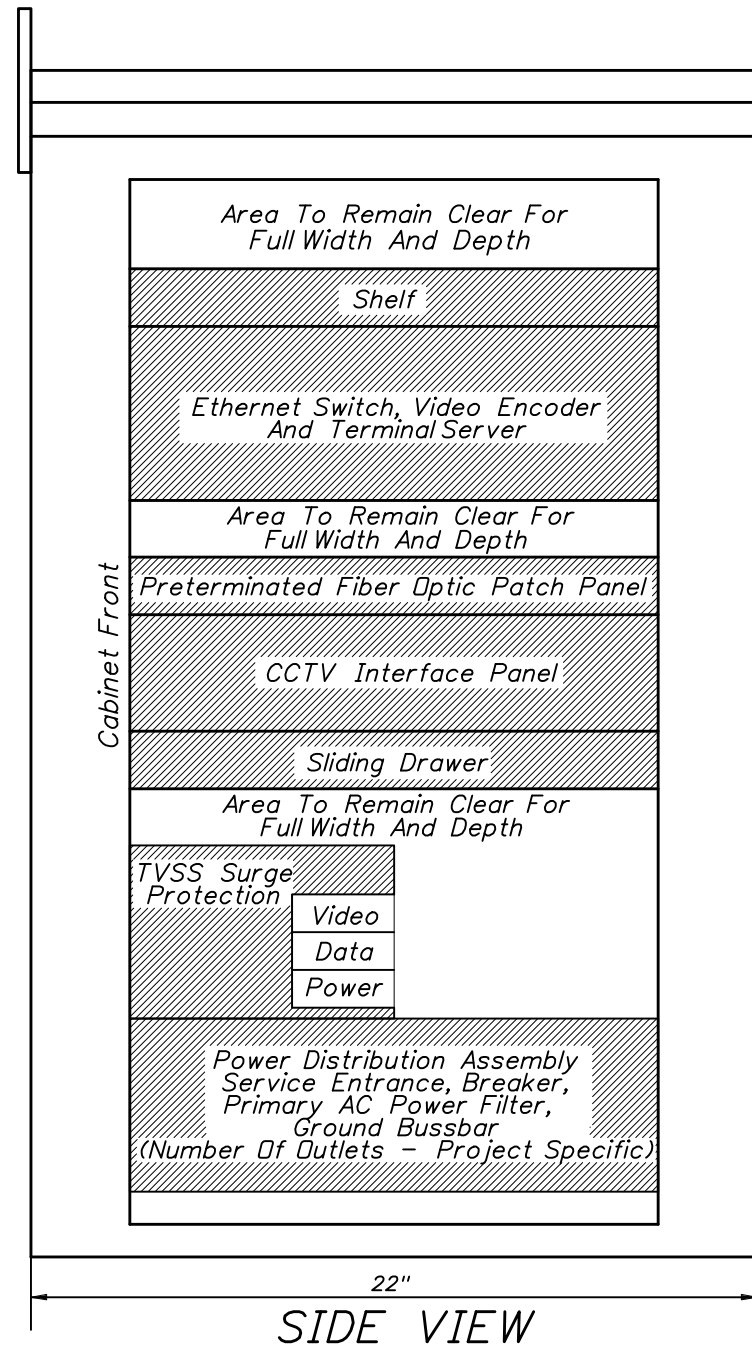 Area To Remain Clear For
Full Width And Depth
Shelf
Ethernet Switch, Video Encoder
And Terminal Server
Area To Remain Clear For
Full Width And Depth
Preterminated Fiber Optic Patch Panel
Cabinet Front
CCTV Interface Panel
Sliding Drawer
Area To Remain Clear For
Full Width And Depth
TVSS Surge
Protection
Video
Data
Power
Power Distribution Assembly
Service Entrance, Breaker,
Primary AC Power Filter,
Ground Bussbar
(Number Of Outlets - Project Specific)
22"
SIDE VIEW